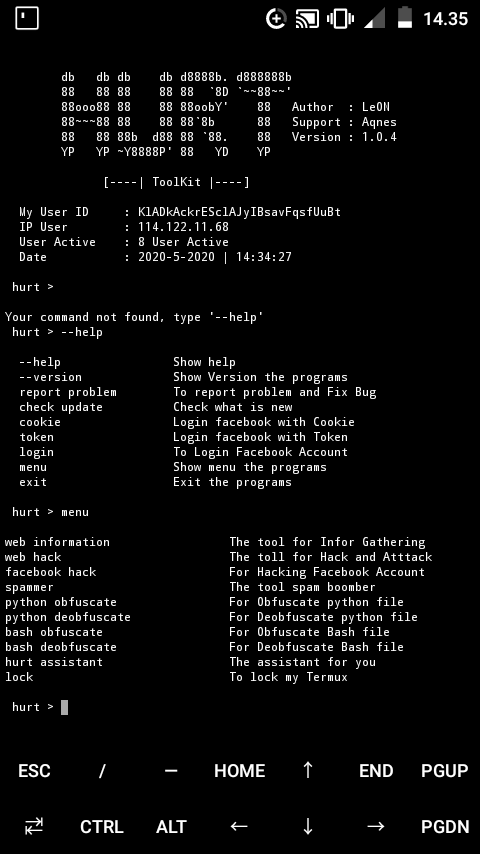 14.35
db   db db    db d8888b. d888888b
88   88 88    88 88  `8D `~~88~~'
88ooo88 88    88 88oobY'    88   Author  : LeON
88~~~88 88    88 88`8b      88   Support : Aqnes
88   88 88b  d88 88 `88.    88   Version : 1.0.4
YP   YP ~Y8888P' 88   YD    YP
[----| ToolKit |----]
My User ID     : KlADkAckrESclAJyIBsavFqsfUuBt
IP User        : 114.122.11.68
User Active    : 8 User Active
Date           : 2020-5-2020 | 14:34:27
hurt >
Your command not found, type '--help'
hurt > --help
--help                Show help
--version             Show Version the programs
report problem        To report problem and Fix Bug
check update          Check what is new
cookie                Login facebook with Cookie
token                 Login facebook with Token
login                 To Login Facebook Account
menu                  Show menu the programs
exit                  Exit the programs
hurt > menu
web information                 The tool for Infor Gathering
web hack                        The toll for Hack and Atttack
facebook hack                   For Hacking Facebook Account
spammer                         The tool spam boomber
python obfuscate                For Obfuscate python file
python deobfuscate              For Deobfuscate python file
bash obfuscate                  For Obfuscate Bash file
bash deobfuscate                For Deobfuscate Bash file
hurt assistant                  The assistant for you
lock                            To lock my Termux
hurt >
ESC / — HOME ↑ END PGUP
⇄ CTRL ALT ← ↓ → PGDN